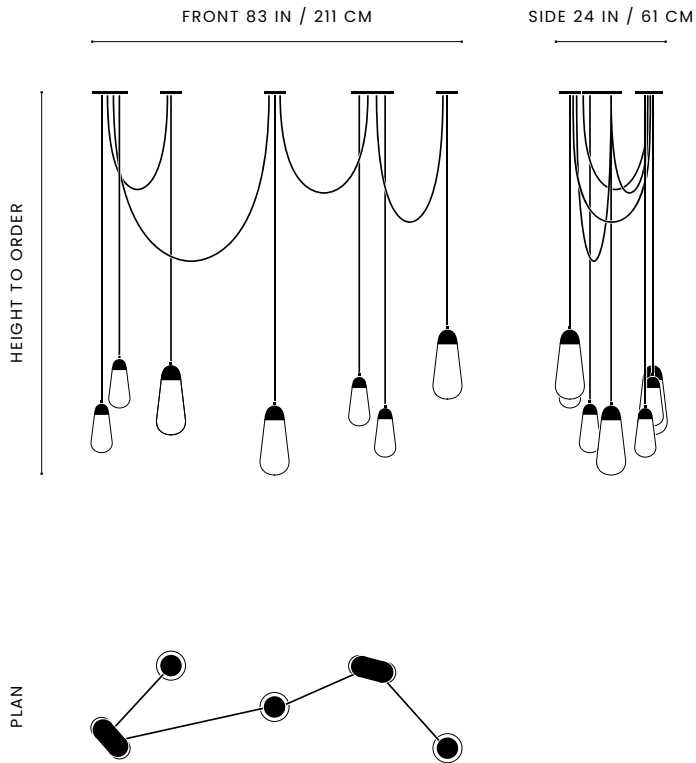 FRONT 83 IN / 211 CM
SIDE 24 IN / 61 CM
HEIGHT TO ORDER
PLAN